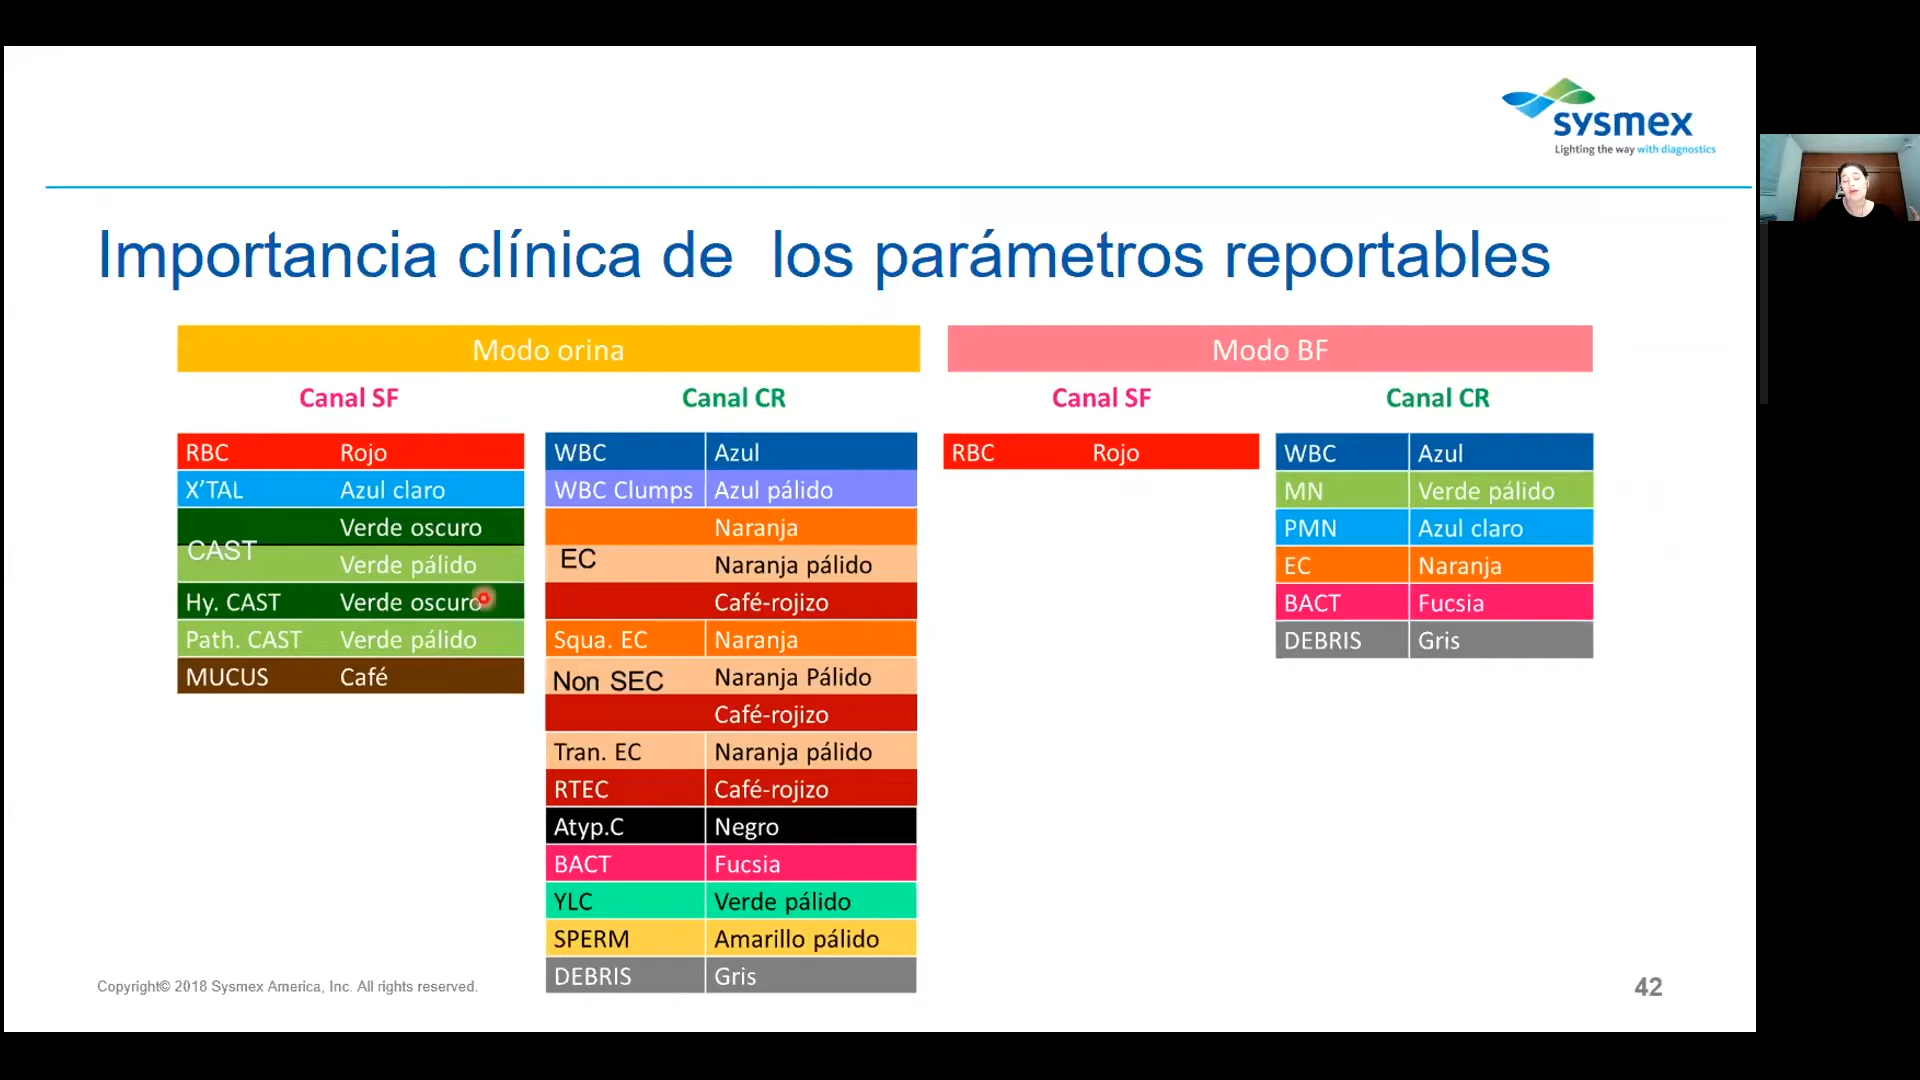 sysmex
Lighting the way with diagnostics
Importancia clínica de  los parámetros reportables
Modo orina
Canal SF
Canal CR
RBC Rojo
X'TAL Azul claro
CAST Verde oscuro
Verde pálido
Hy. CAST Verde oscuro
Path. CAST Verde pálido
MUCUS Café
WBC Azul
WBC Clumps Azul pálido
EC Naranja
Naranja pálido
Café-rojizo
Squa. EC Naranja
Non SEC Naranja Pálido
Café-rojizo
Tran. EC Naranja pálido
RTEC Café-rojizo
Atyp.C Negro
BACT Fucsia
YLC Verde pálido
SPERM Amarillo pálido
DEBRIS Gris
Modo BF
Canal SF
Canal CR
RBC Rojo
WBC Azul
MN Verde pálido
PMN Azul claro
EC Naranja
BACT Fucsia
DEBRIS Gris
Copyright© 2018 Sysmex America, Inc. All rights reserved.
42